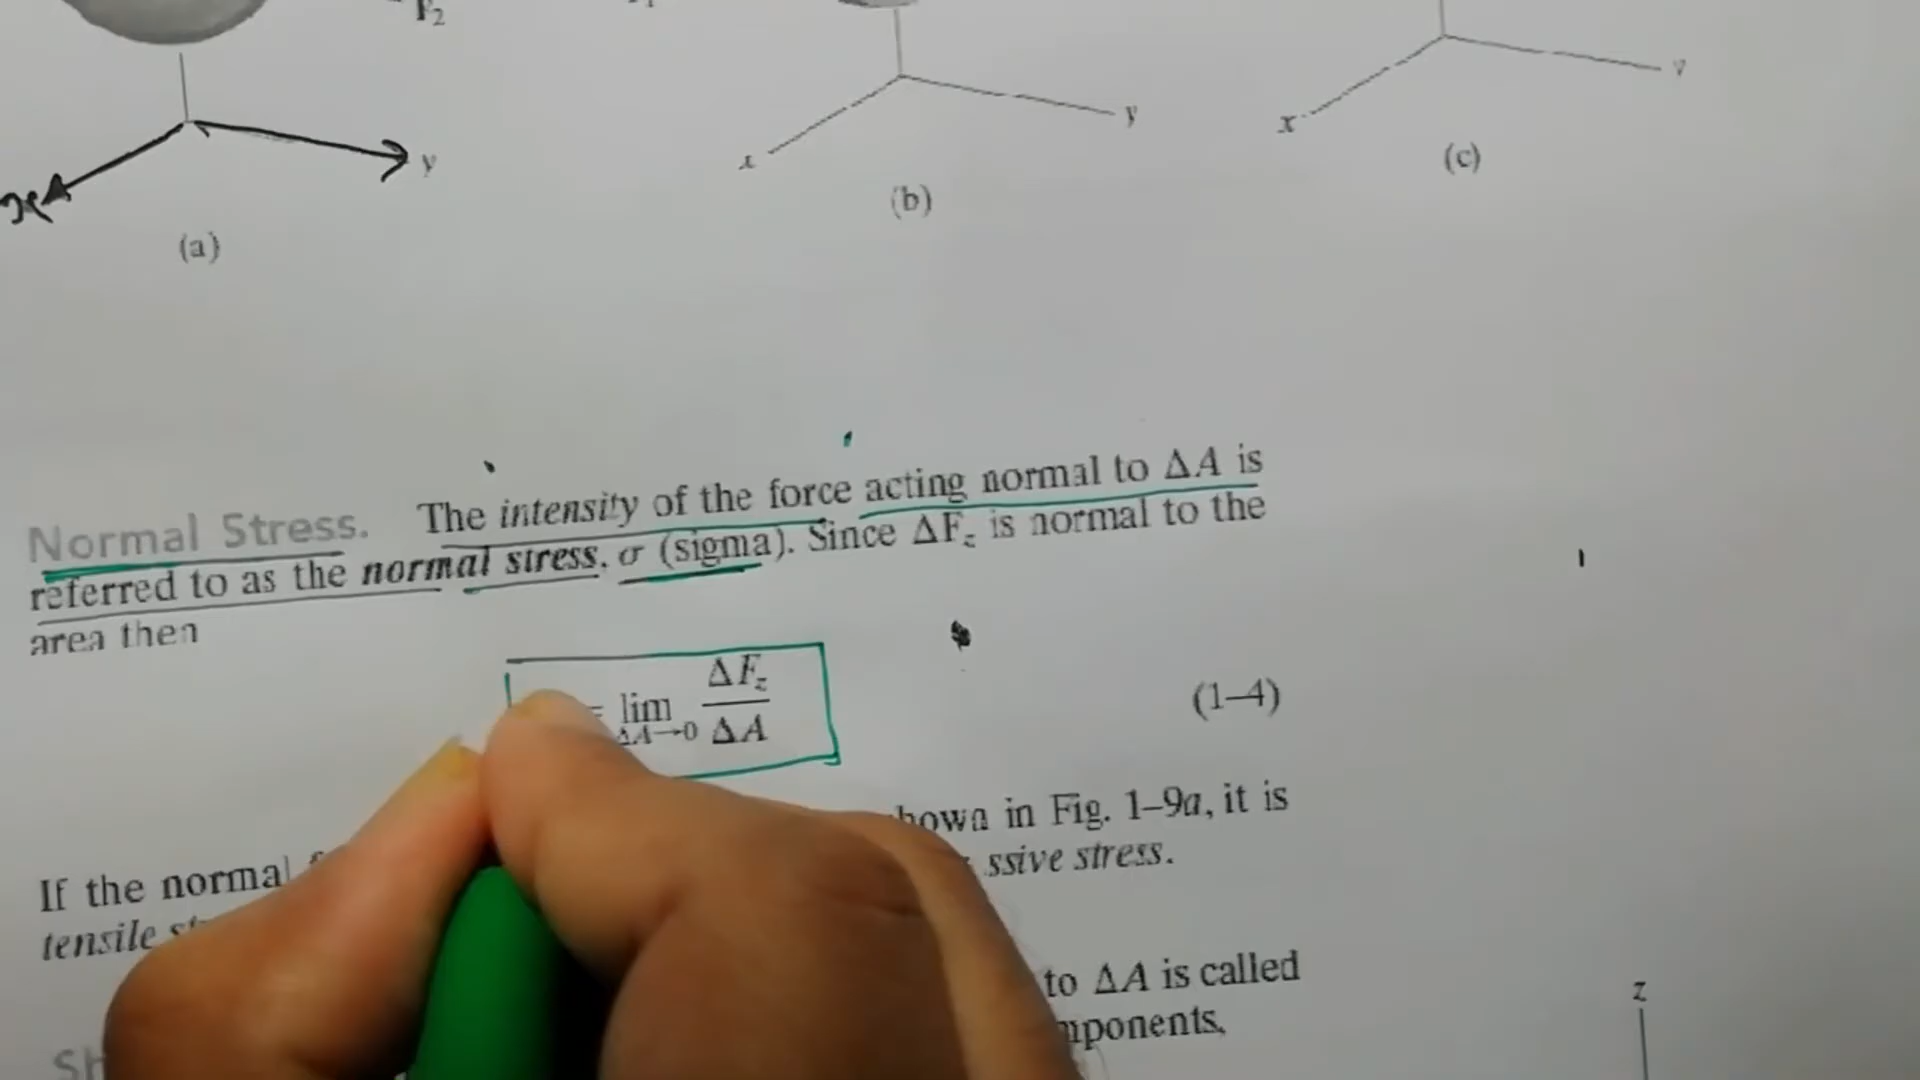 F₂
y
(a)
x
y
(b)
x
y
(c)
Normal Stress. The intensity of the force acting normal to ΔA is
referred to as the normal stress, σ (sigma). Since ΔF_z is normal to the
area then
= lim ΔA→0 ΔF_z/ΔA (1–4)
If the normal hown in Fig. 1–9a, it is
tensile ssive stress.
to ΔA is called
mponents,
z